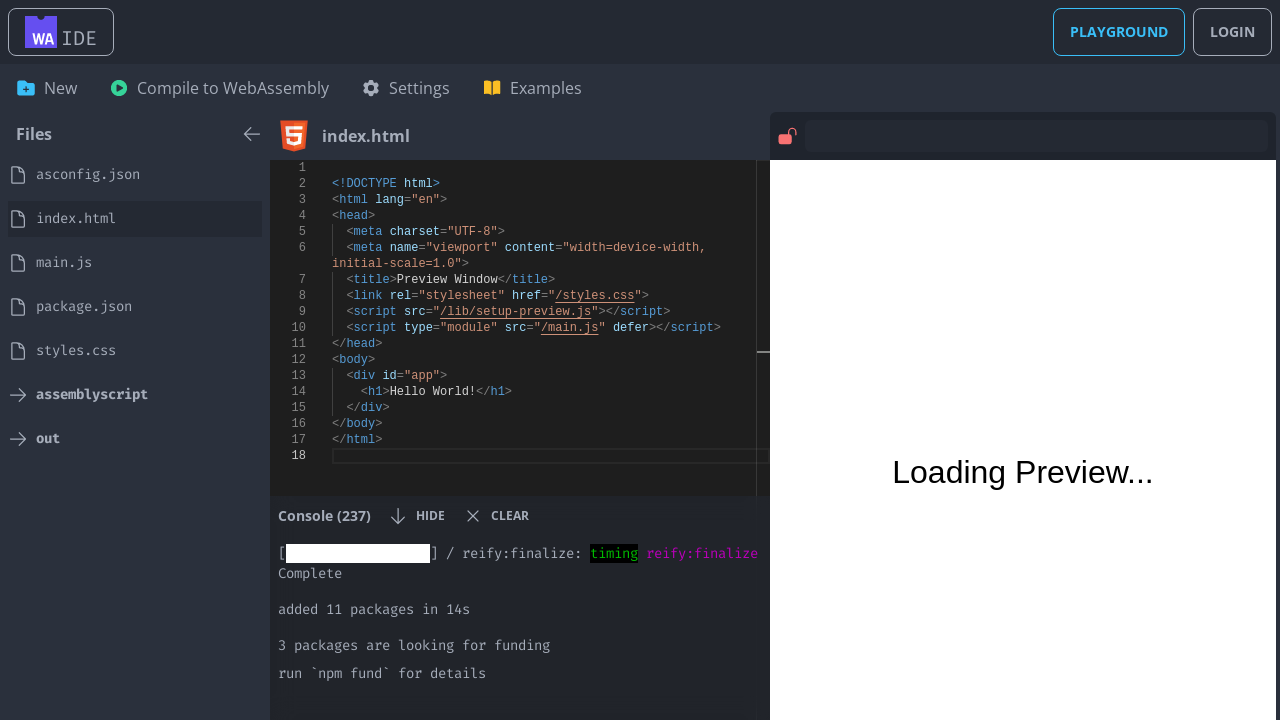 WA IDE
PLAYGROUND
LOGIN
New
Compile to WebAssembly
Settings
Examples
Files
asconfig.json
index.html
main.js
package.json
styles.css
assemblyscript
out
index.html
1
2 <!DOCTYPE html>
3 <html lang="en">
4 <head>
5 <meta charset="UTF-8">
6 <meta name="viewport" content="width=device-width,
initial-scale=1.0">
7 <title>Preview Window</title>
8 <link rel="stylesheet" href="/styles.css">
9 <script src="/lib/setup-preview.js"></script>
10 <script type="module" src="/main.js" defer></script>
11 </head>
12 <body>
13 <div id="app">
14 <h1>Hello World!</h1>
15 </div>
16 </body>
17 </html>
18
Console (237)
HIDE
CLEAR
[ ] / reify:finalize: timing reify:finalize
Complete
added 11 packages in 14s
3 packages are looking for funding
run `npm fund` for details
Loading Preview...